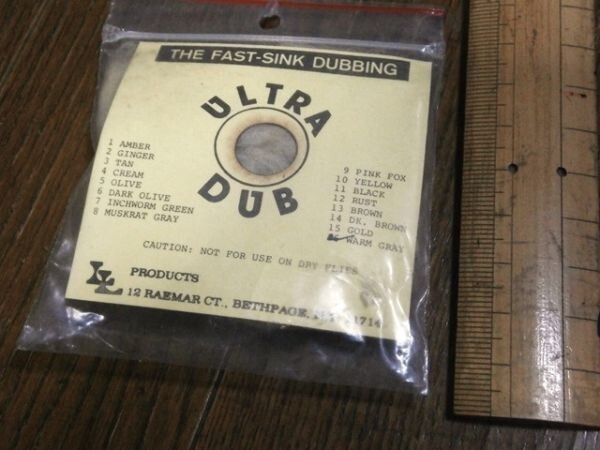 THE FAST-SINK DUBBING
ULTRA
DUB
1 AMBER
2 GINGER
3 TAN
4 CREAM
5 OLIVE
6 DARK OLIVE
7 INCHWORM GREEN
8 MUSKRAT GRAY
9 PINK FOX
10 YELLOW
11 BLACK
12 RUST
13 BROWN
14 DK. BROWN
15 GOLD
16 WARM GRAY
CAUTION: NOT FOR USE ON DRY FLIES
PRODUCTS
12 RAEMAR CT., BETHPAGE,